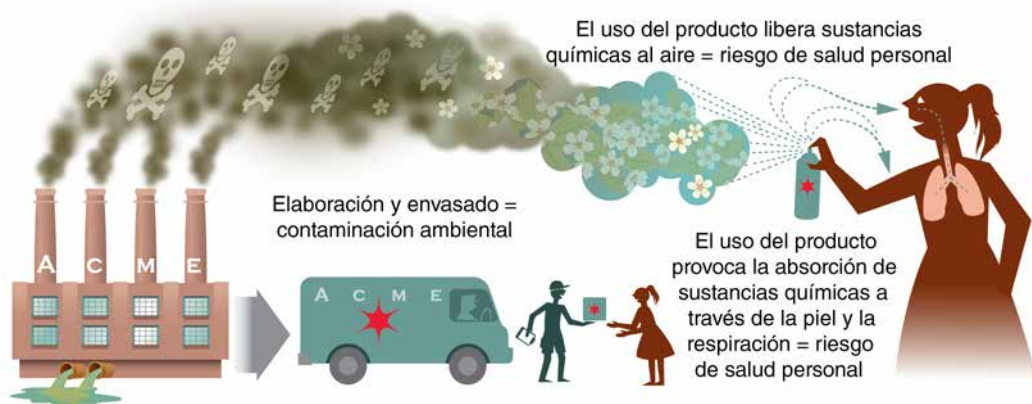 El uso del producto libera sustancias
químicas al aire = riesgo de salud personal
Elaboración y envasado =
contaminación ambiental
A C M E
A C M E
El uso del producto
provoca la absorción de
sustancias químicas a
través de la piel y la
respiración = riesgo
de salud personal